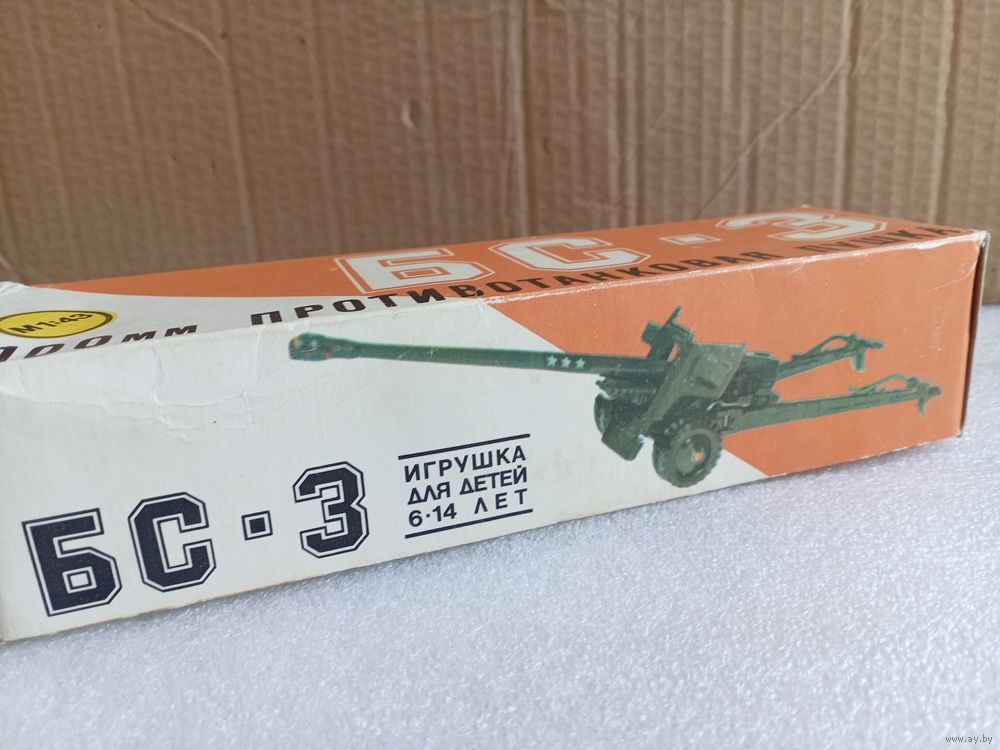 БС·3
М1:43
100мм ПРОТИВОТАНКОВАЯ ПУШКА
БС·3
ИГРУШКА
ДЛЯ ДЕТЕЙ
6·14 ЛЕТ
www.ay.by